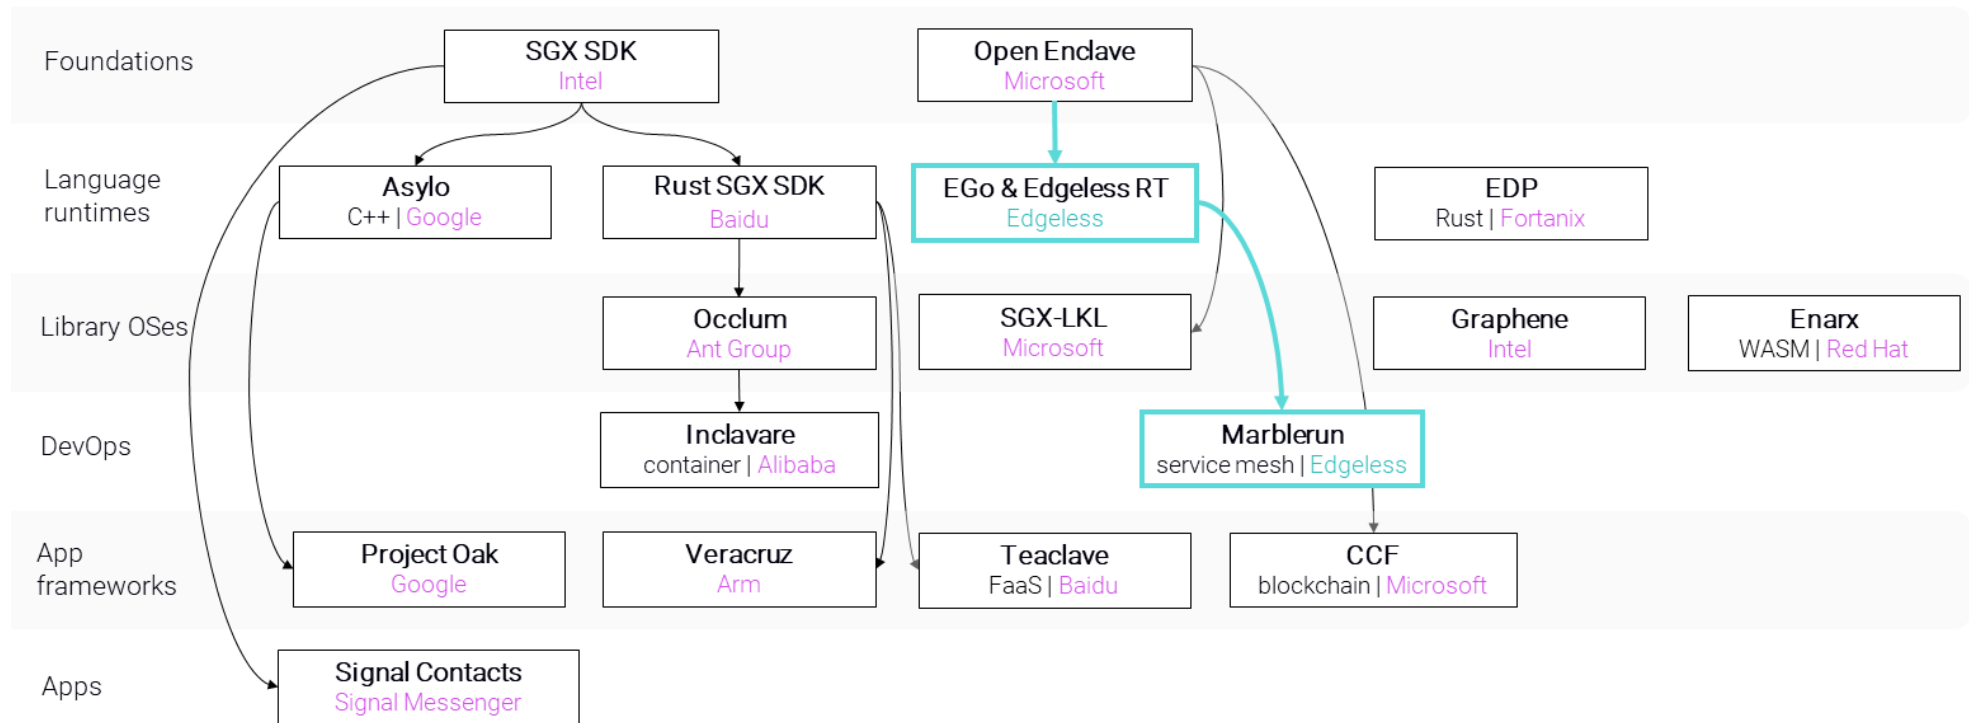 Foundations
SGX SDK
Intel
Open Enclave
Microsoft
Language
runtimes
Asylo
C++ | Google
Rust SGX SDK
Baidu
EGo & Edgeless RT
Edgeless
EDP
Rust | Fortanix
Library OSes
Occlum
Ant Group
SGX-LKL
Microsoft
Graphene
Intel
Enarx
WASM | Red Hat
DevOps
Inclavare
container | Alibaba
Marblerun
service mesh | Edgeless
App
frameworks
Project Oak
Google
Veracruz
Arm
Teaclave
FaaS | Baidu
CCF
blockchain | Microsoft
Apps
Signal Contacts
Signal Messenger